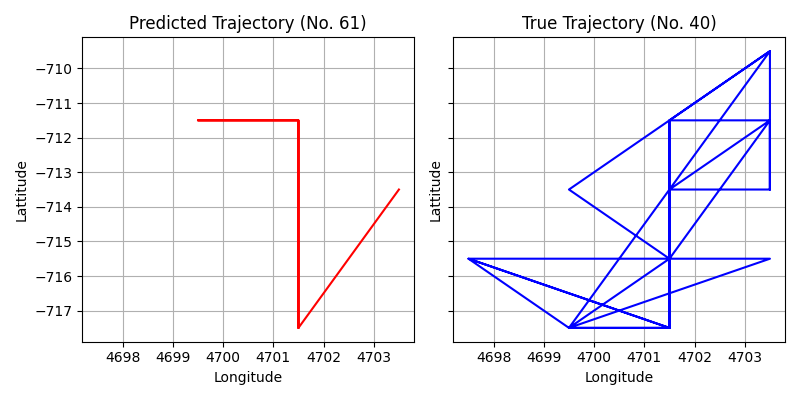 Predicted Trajectory (No. 61)
True Trajectory (No. 40)
Lattitude
−710
−711
−712
−713
−714
−715
−716
−717
4698 4699 4700 4701 4702 4703
Longitude
Lattitude
4698 4699 4700 4701 4702 4703
Longitude